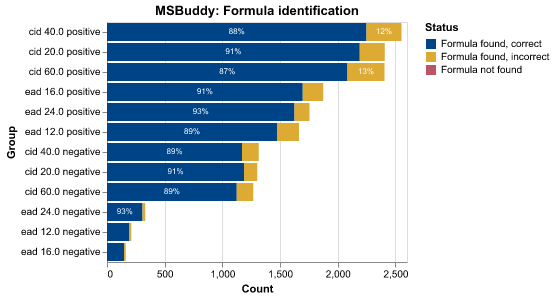 MSBuddy: Formula identification
Group
cid 40.0 positive 88% 12%
cid 20.0 positive 91%
cid 60.0 positive 87% 13%
ead 16.0 positive 91%
ead 24.0 positive 93%
ead 12.0 positive 89%
cid 40.0 negative 89%
cid 20.0 negative 91%
cid 60.0 negative 89%
ead 24.0 negative 93%
ead 12.0 negative
ead 16.0 negative
0 500 1,000 1,500 2,000 2,500
Count
Status
Formula found, correct
Formula found, incorrect
Formula not found